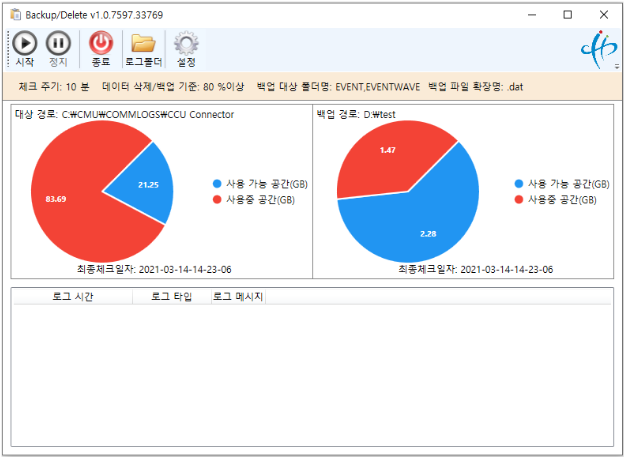 Backup/Delete v1.0.7597.33769
시작 정지 종료 로그폴더 설정
체크 주기: 10 분 데이터 삭제/백업 기준: 80 %이상 백업 대상 폴더명: EVENT,EVENTWAVE 백업 파일 확장명: .dat
대상 경로: C:₩CMU₩COMMLOGS₩CCU Connector
21.25
83.69
사용 가능 공간(GB)
사용중 공간(GB)
최종체크일자: 2021-03-14-14-23-06
백업 경로: D:₩test
1.47
2.28
사용 가능 공간(GB)
사용중 공간(GB)
최종체크일자: 2021-03-14-14-23-06
로그 시간 로그 타입 로그 메시지